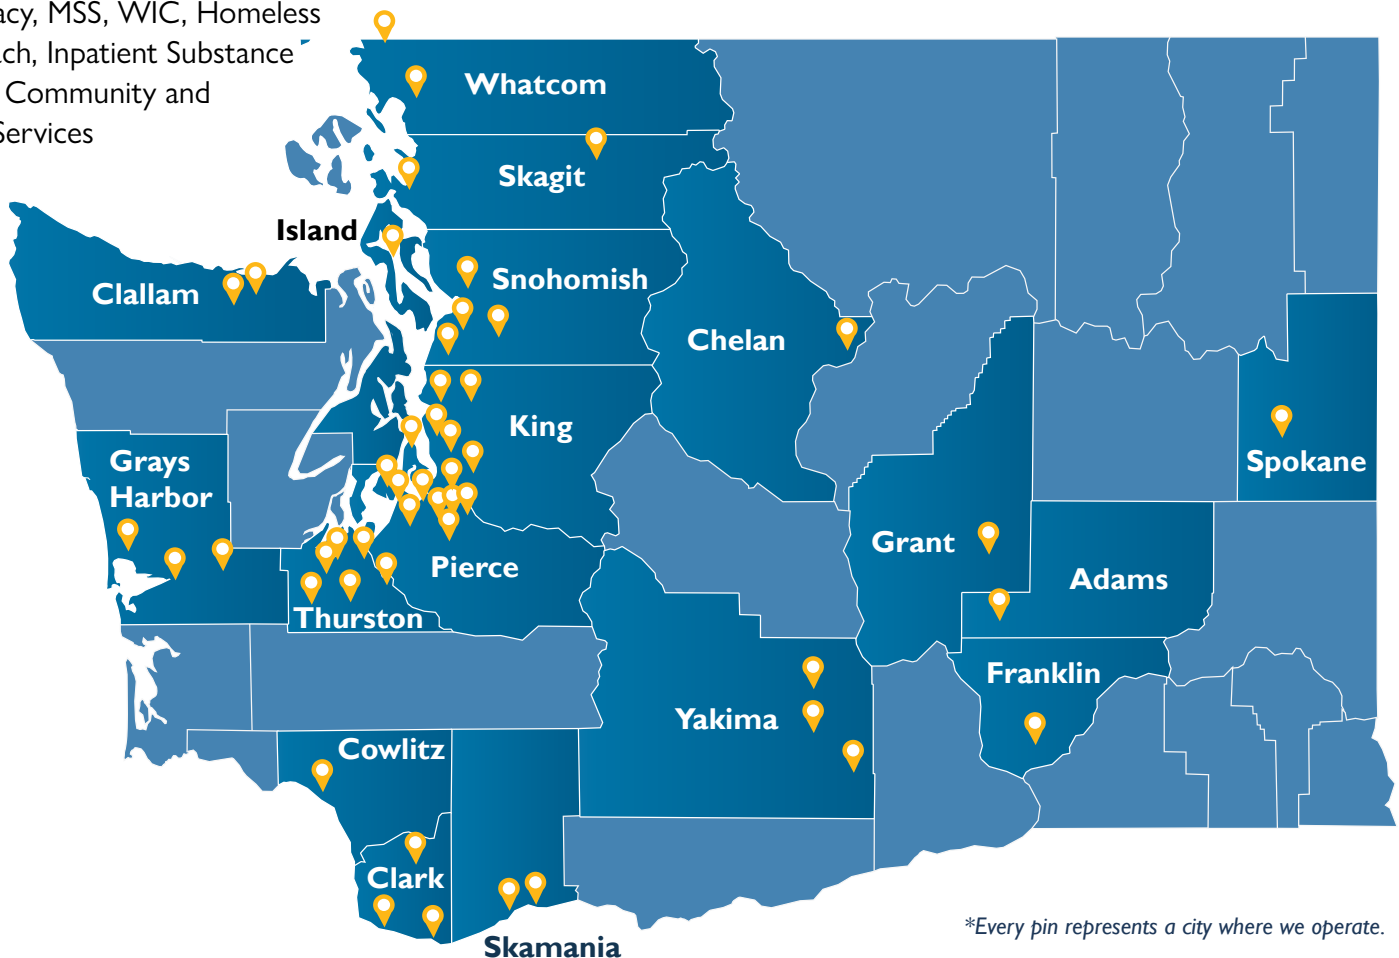 acy, MSS, WIC, Homeless
ch, Inpatient Substance
Community and
Services
Whatcom
Skagit
Island
Snohomish
Clallam
Chelan
King
Grays
Harbor
Spokane
Grant
Pierce
Adams
Thurston
Franklin
Yakima
Cowlitz
Clark
Skamania
*Every pin represents a city where we operate.